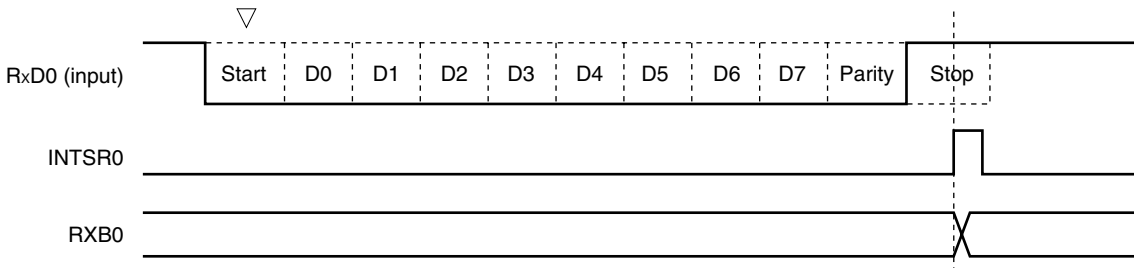 RxD0 (input) Start D0 D1 D2 D3 D4 D5 D6 D7 Parity Stop
INTSR0
RXB0